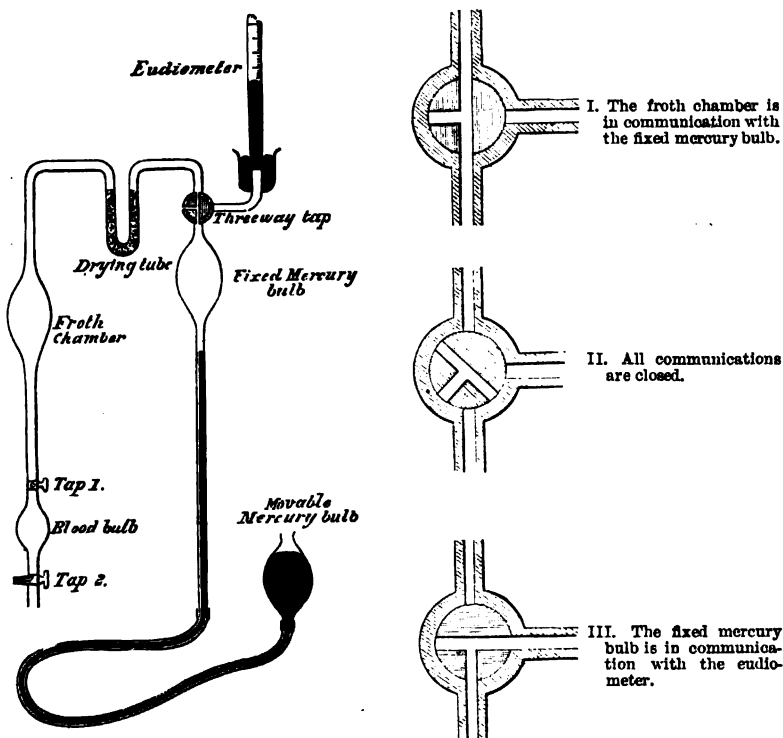 Eudiometer
Threeway tap
Drying tube
Fixed Mercury
bulb
Froth
Chamber
Tap 1.
Blood bulb
Tap 2.
Movable
Mercury bulb
I. The froth chamber is
in communication with
the fixed mercury bulb.
II. All communications
are closed.
III. The fixed mercury
bulb is in communica-
tion with the eudio-
meter.